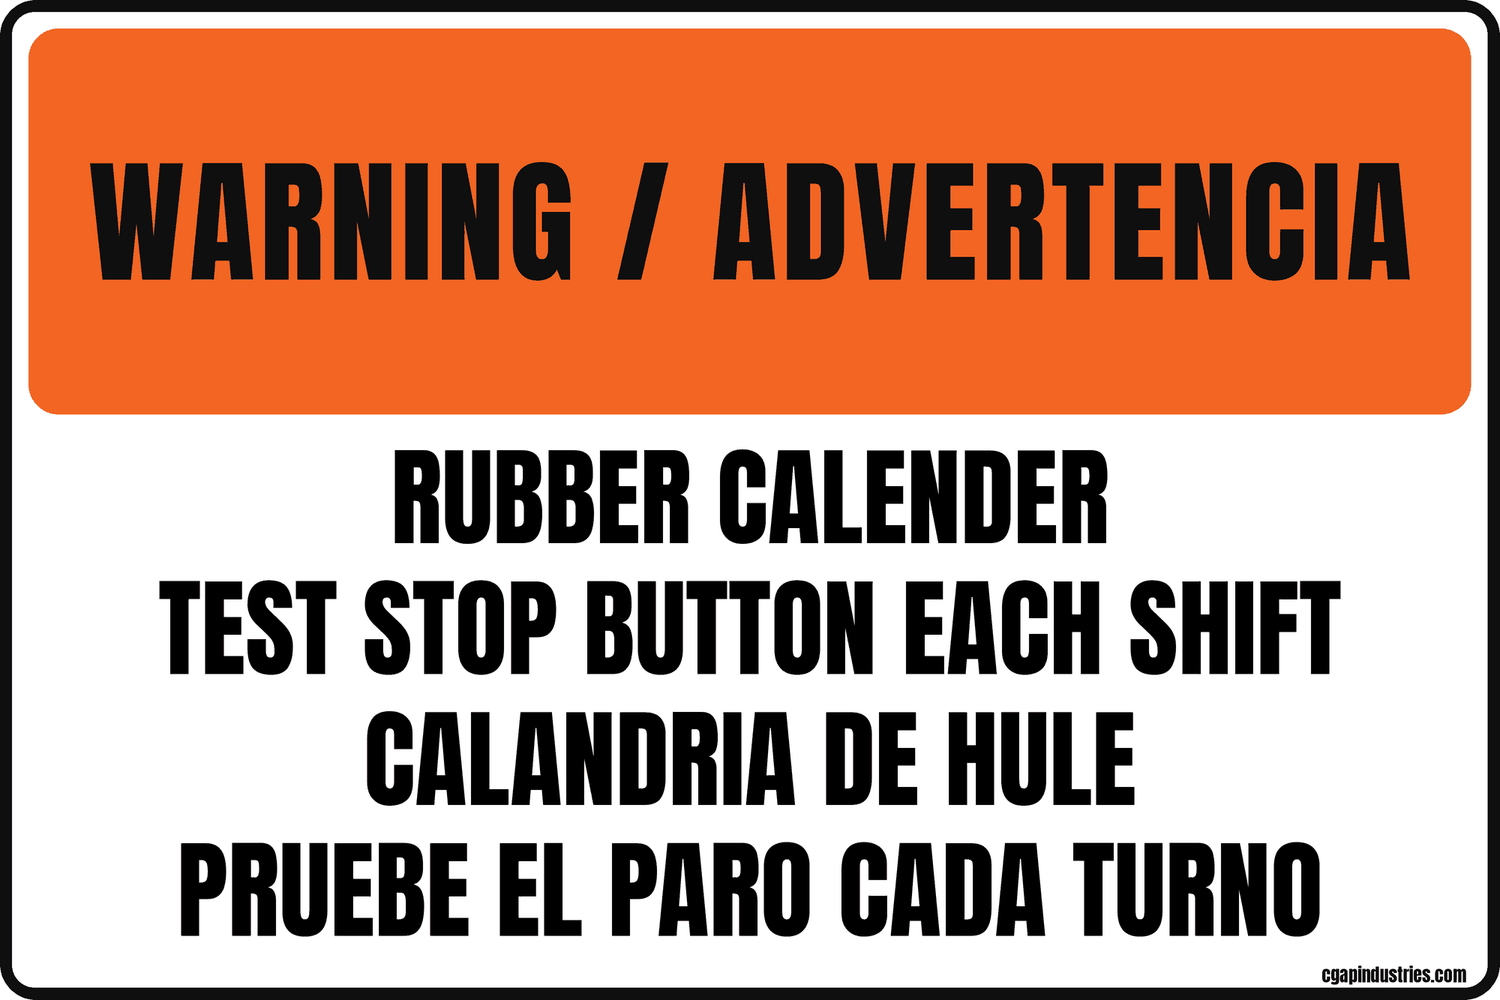 WARNING / ADVERTENCIA
RUBBER CALENDER
TEST STOP BUTTON EACH SHIFT
CALANDRIA DE HULE
PRUEBE EL PARO CADA TURNO
cgapindustries.com